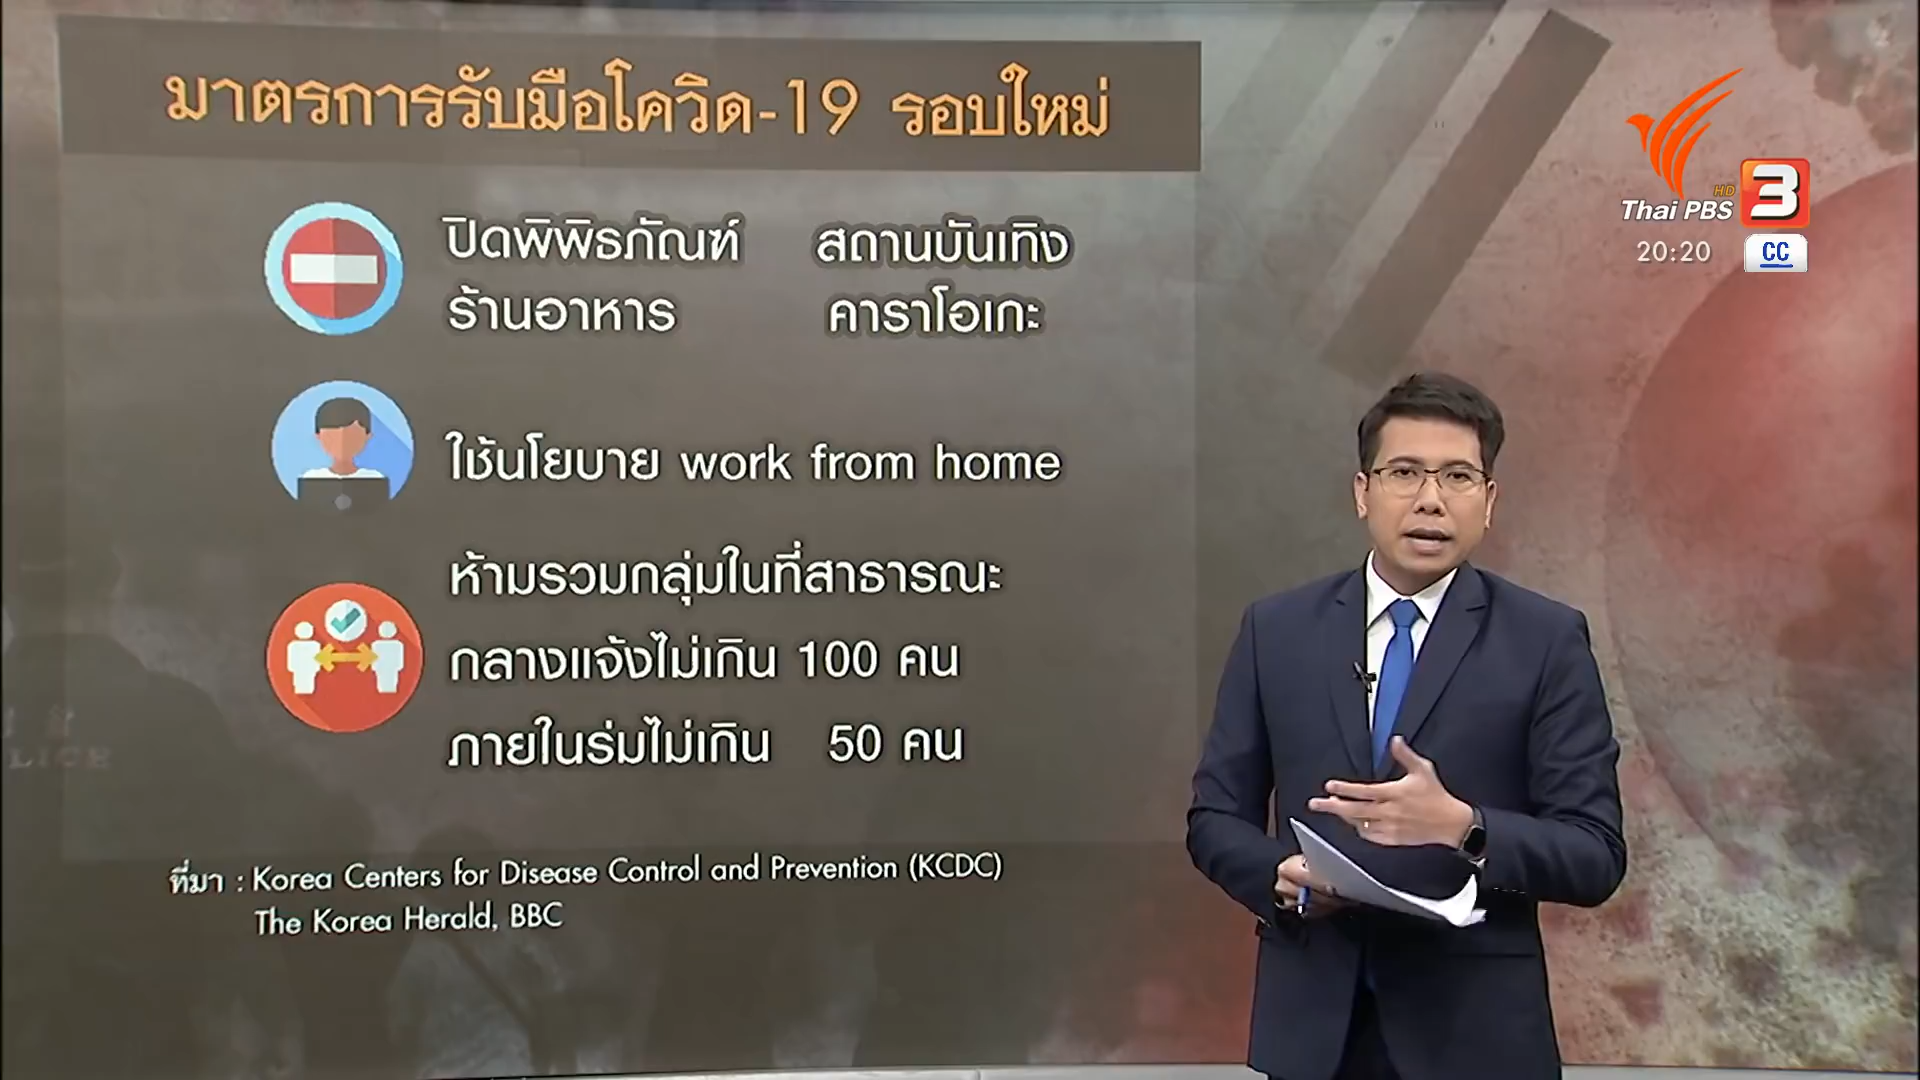 มาตรการรับมือโควิด-19 รอบใหม่
ปิดพิพิธภัณฑ์ สถานบันเทิง
ร้านอาหาร คาราโอเกะ
ใช้นโยบาย work from home
ห้ามรวมกลุ่มในที่สาธารณะ
กลางแจ้งไม่เกิน 100 คน
ภายในร่มไม่เกิน 50 คน
ที่มา : Korea Centers for Disease Control and Prevention (KCDC)
The Korea Herald, BBC
HD
Thai PBS 3
20:20 CC